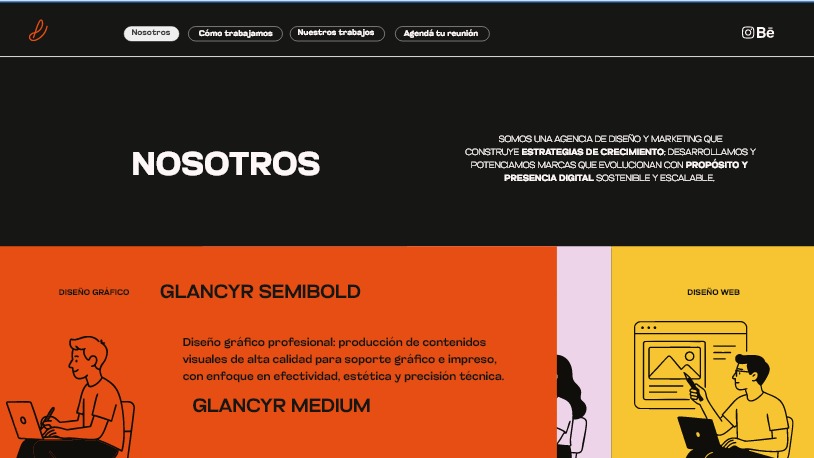 Nosotros
Cómo trabajamos
Nuestros trabajos
Agendá tu reunión
Bē
NOSOTROS
SOMOS UNA AGENCIA DE DISEÑO Y MARKETING QUE
CONSTRUYE ESTRATEGIAS DE CRECIMIENTO: DESARROLLAMOS Y
POTENCIAMOS MARCAS QUE EVOLUCIONAN CON PROPÓSITO Y
PRESENCIA DIGITAL SOSTENIBLE Y ESCALABLE.
DISEÑO GRÁFICO
GLANCYR SEMIBOLD
Diseño gráfico profesional: producción de contenidos
visuales de alta calidad para soporte gráfico e impreso,
con enfoque en efectividad, estética y precisión técnica.
GLANCYR MEDIUM
DISEÑO WEB